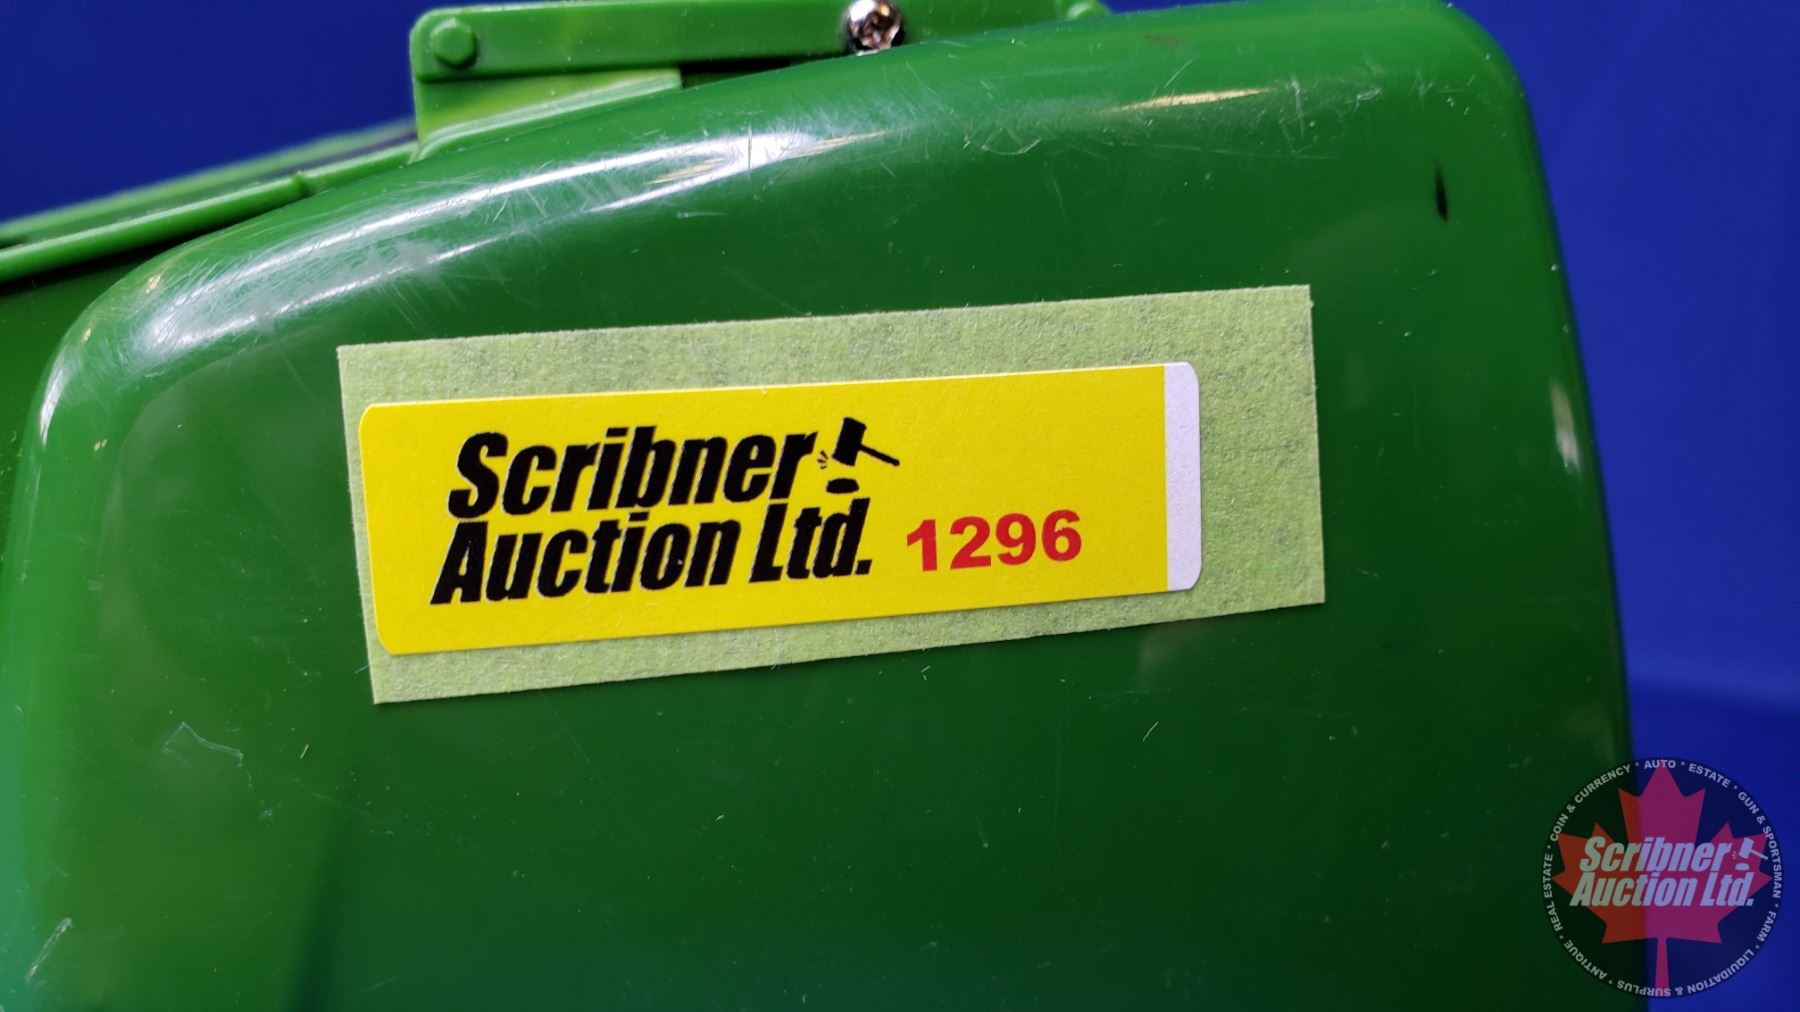 Scribner
Auction Ltd. 1296
COIN & CURRENCY • AUTO • ESTATE • GUN & SPORTSMAN • FARM • LIQUIDATION & SURPLUS • ANTIQUE • REAL ESTATE •
Scribner
Auction Ltd.